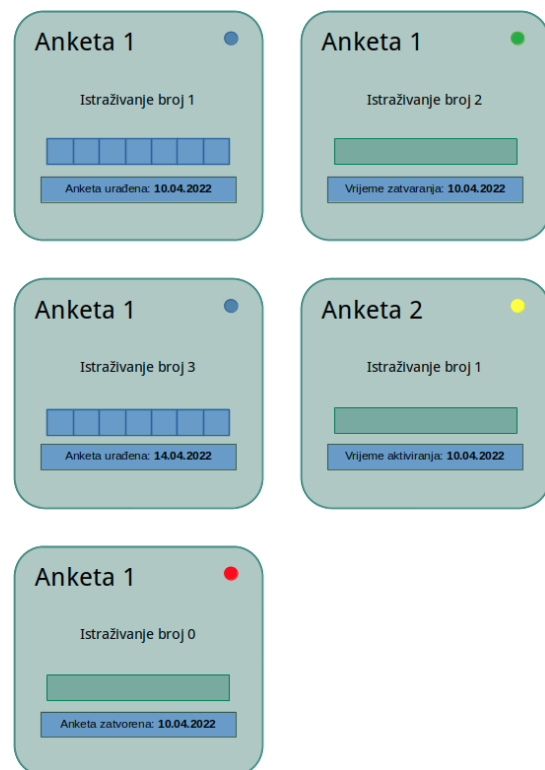 Anketa 1
Istraživanje broj 1
Anketa urađena: 10.04.2022
Anketa 1
Istraživanje broj 2
Vrijeme zatvaranja: 10.04.2022
Anketa 1
Istraživanje broj 3
Anketa urađena: 14.04.2022
Anketa 2
Istraživanje broj 1
Vrijeme aktiviranja: 10.04.2022
Anketa 1
Istraživanje broj 0
Anketa zatvorena: 10.04.2022